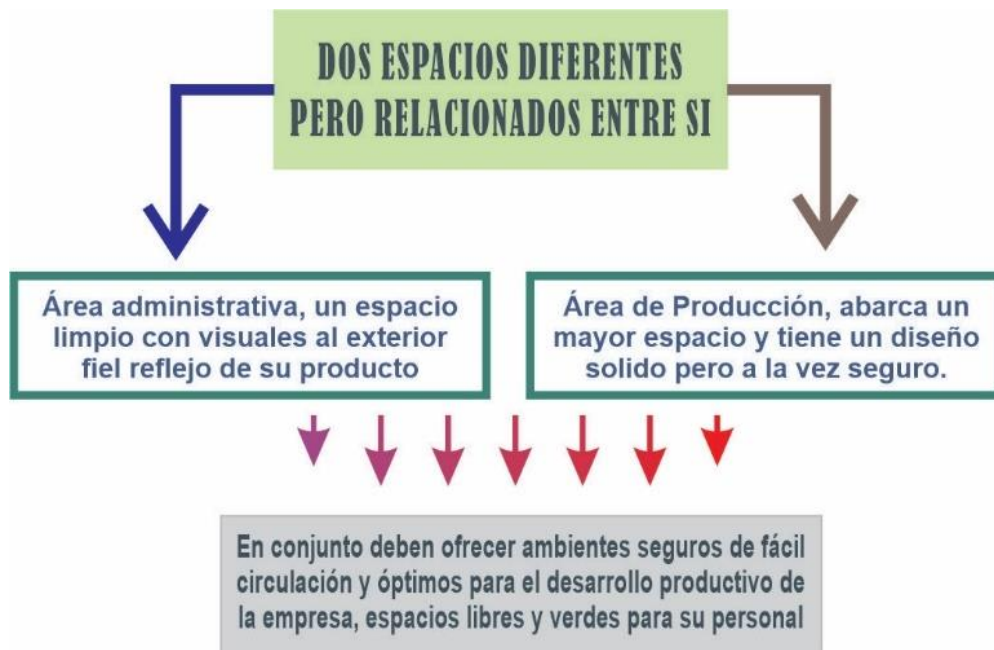 DOS ESPACIOS DIFERENTES
PERO RELACIONADOS ENTRE SI
Área administrativa, un espacio
limpio con visuales al exterior
fiel reflejo de su producto
Área de Producción, abarca un
mayor espacio y tiene un diseño
solido pero a la vez seguro.
En conjunto deben ofrecer ambientes seguros de fácil
circulación y óptimos para el desarrollo productivo de
la empresa, espacios libres y verdes para su personal